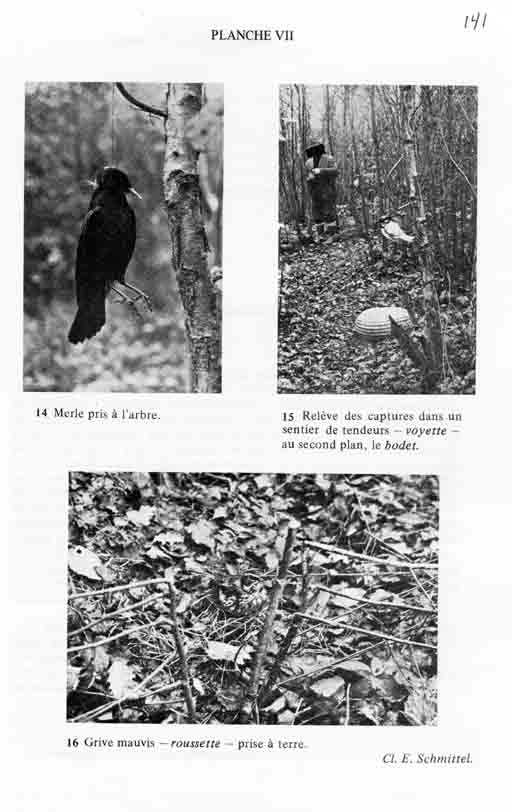 141
PLANCHE VII
14 Merle pris à l'arbre.
15 Relève des captures dans un
sentier de tendeurs – voyette –
au second plan, le bodet.
16 Grive mauvis – roussette – prise à terre.
Cl. E. Schmittel.